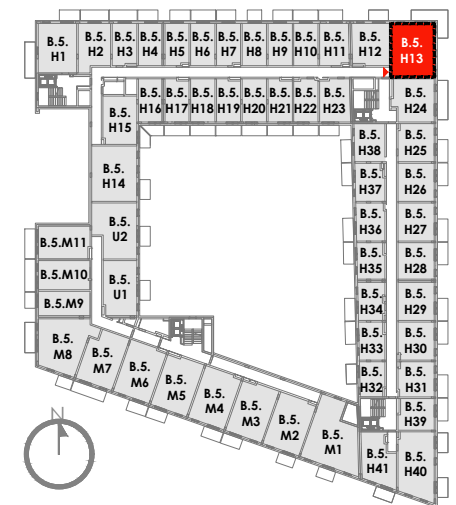 B.5.
H1
B.5.
H2
B.5.
H3
B.5.
H4
B.5.
H5
B.5.
H6
B.5.
H7
B.5.
H8
B.5.
H9
B.5.
H10
B.5.
H11
B.5.
H12
B.5.
H13
B.5.
H15
B.5.
H16
B.5.
H17
B.5.
H18
B.5.
H19
B.5.
H20
B.5.
H21
B.5.
H22
B.5.
H23
B.5.
H24
B.5.
H38
B.5.
H25
B.5.
H14
B.5.
H37
B.5.
H26
B.5.
U2
B.5.
H36
B.5.
H27
B.5.M11
B.5.
H35
B.5.
H28
B.5.M10
B.5.
U1
B.5.M9
B.5.
H34
B.5.
H29
B.5.
M8
B.5.
M7
B.5.
H33
B.5.
H30
B.5.
M6
B.5.
M5
B.5.
M4
B.5.
H32
B.5.
H31
B.5.
M3
B.5.
M2
B.5.
M1
B.5.
H39
B.5.
H41
B.5.
H40
N